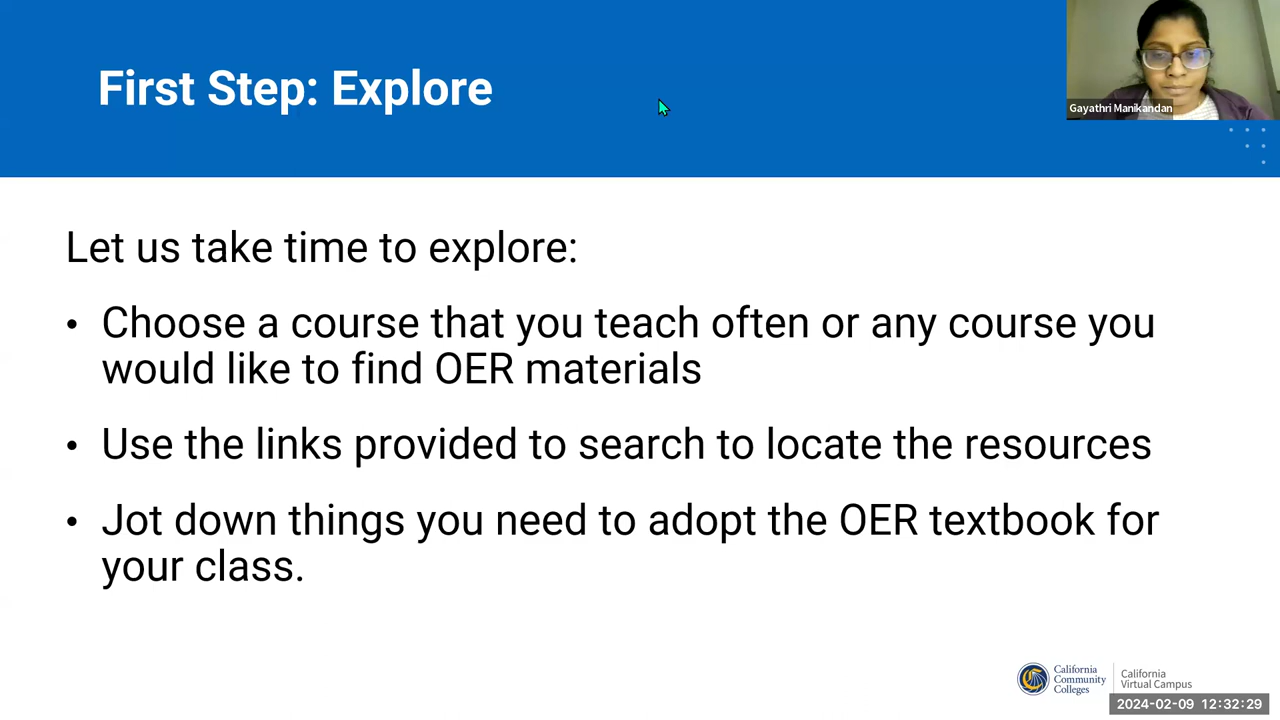 First Step: Explore
Gayathri Manikandan
Let us take time to explore:
• Choose a course that you teach often or any course you
would like to find OER materials
• Use the links provided to search to locate the resources
• Jot down things you need to adopt the OER textbook for
your class.
California
Community
Colleges
California
Virtual Campus
2024-02-09 12:32:29